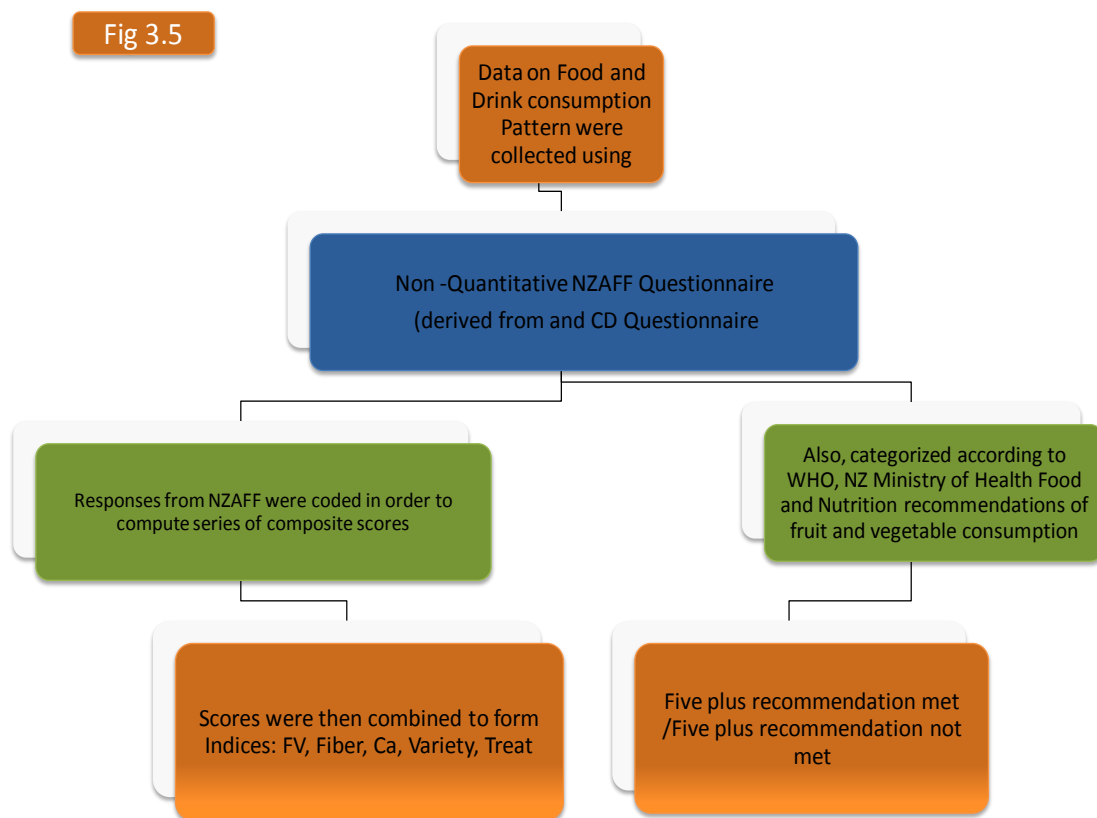 Fig 3.5
Data on Food and
Drink consumption
Pattern were
collected using
Non -Quantitative NZAFF Questionnaire
(derived from and CD Questionnaire
Responses from NZAFF were coded in order to
compute series of composite scores
Also, categorized according to
WHO, NZ Ministry of Health Food
and Nutrition recommendations of
fruit and vegetable consumption
Scores were then combined to form
Indices: FV, Fiber, Ca, Variety, Treat
Five plus recommendation met
/Five plus recommendation not
met